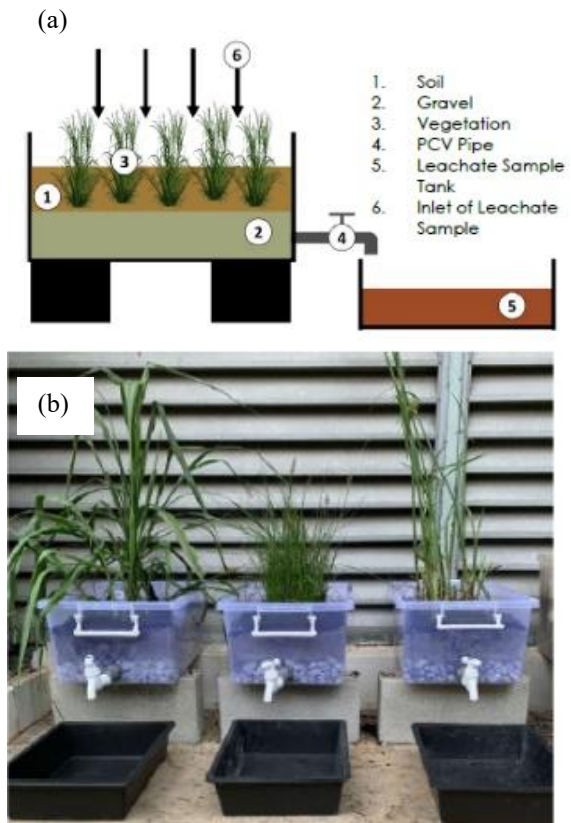 (a)
6
3
1
2
4
5
1. Soil
2. Gravel
3. Vegetation
4. PCV Pipe
5. Leachate Sample
Tank
6. Inlet of Leachate
Sample
(b)